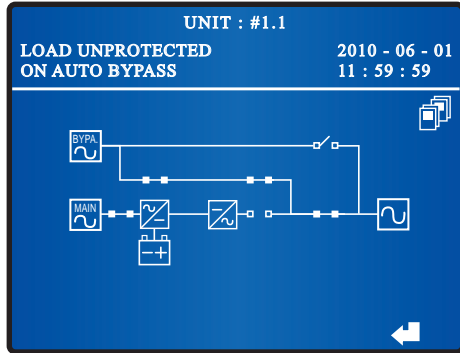 UNIT : #1.1
LOAD UNPROTECTED
2010 - 06 - 01
ON AUTO BYPASS
11 : 59 : 59
BYPA.
MAIN